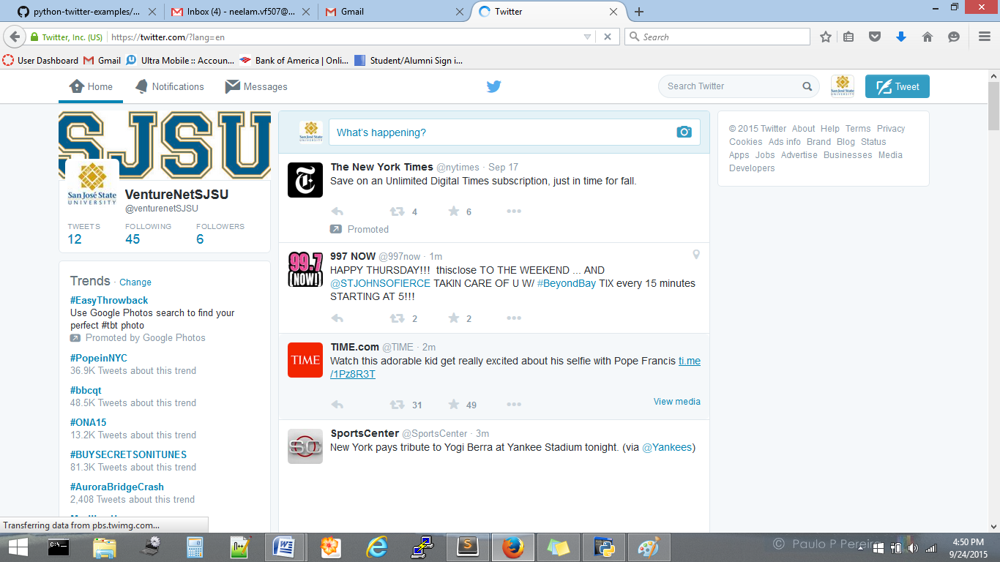 python-twitter-examples/...
Inbox (4) - neelam.vf507@...
Gmail
Twitter
Twitter, Inc. (US)
https://twitter.com/?lang=en
Search
User Dashboard
Gmail
Ultra Mobile :: Accoun...
Bank of America | Onli...
Student/Alumni Sign i...
Home
Notifications
Messages
Search Twitter
San José State
UNIVERSITY
Tweet
SJSU
San José State
UNIVERSITY
VentureNetSJSU
@venturenetSJSU
TWEETS
FOLLOWING
FOLLOWERS
12
45
6
Trends · Change
#EasyThrowback
Use Google Photos search to find your
perfect #tbt photo
Promoted by Google Photos
#PopeinNYC
36.9K Tweets about this trend
#bbcqt
48.5K Tweets about this trend
#ONA15
13.2K Tweets about this trend
#BUYSECRETSONITUNES
81.3K Tweets about this trend
#AuroraBridgeCrash
2,408 Tweets about this trend
San José State
UNIVERSITY
What's happening?
T
The New York Times @nytimes · Sep 17
Save on an Unlimited Digital Times subscription, just in time for fall.
4
6
Promoted
99.7
[NOW!]
997 NOW @997now · 1m
HAPPY THURSDAY!!! thisclose TO THE WEEKEND ... AND
@STJOHNSOFIERCE TAKIN CARE OF U W/ #BeyondBay TIX every 15 minutes
STARTING AT 5!!!
2
2
TIME
TIME.com @TIME · 2m
Watch this adorable kid get really excited about his selfie with Pope Francis ti.me
/1Pz8R3T
31
49
View media
SC
SportsCenter @SportsCenter · 3m
New York pays tribute to Yogi Berra at Yankee Stadium tonight. (via @Yankees)
© 2015 Twitter About Help Terms Privacy
Cookies Ads info Brand Blog Status
Apps Jobs Advertise Businesses Media
Developers
Transferring data from pbs.twimg.com...
C:\_
N++
W
S
© Paulo P Pereira
4:50 PM
9/24/2015